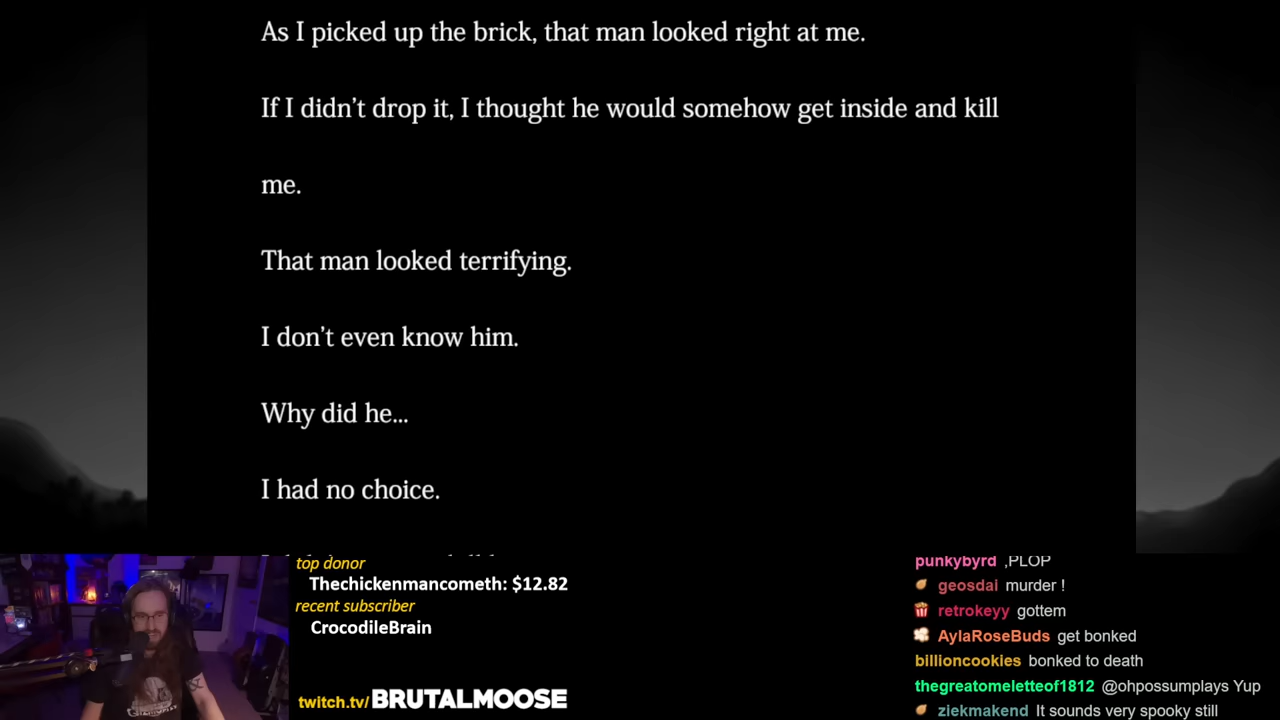 As I picked up the brick, that man looked right at me.
If I didn't drop it, I thought he would somehow get inside and kill
me.
That man looked terrifying.
I don't even know him.
Why did he...
I had no choice.
top donor
Thechickenmancometh: $12.82
recent subscriber
CrocodileBrain
twitch.tv/BRUTALMOOSE
punkybyrd ,PLOP
geosdai murder !
retrokeyy gottem
AylaRoseBuds get bonked
billioncookies bonked to death
thegreatomeletteof1812 @ohpossumplays Yup
ziekmakend It sounds very spooky still